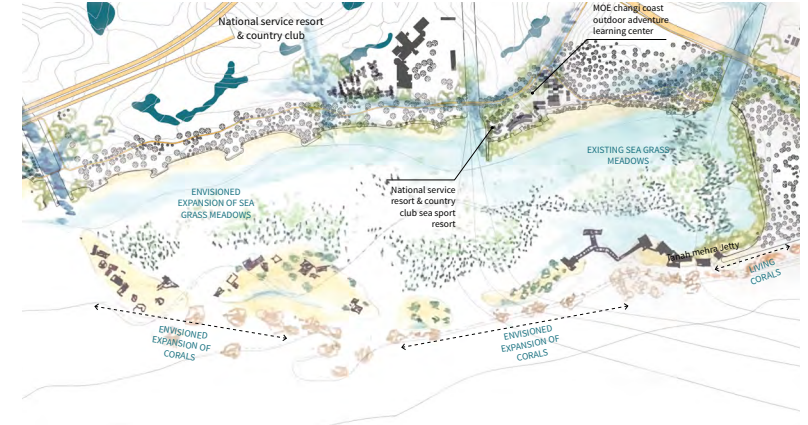 MOE changi coast
outdoor adventure
learning center
National service resort
& country club
EXISTING SEA GRASS
MEADOWS
ENVISIONED
EXPANSION OF SEA
GRASS MEADOWS
National service
resort & country
club sea sport
resort
Tanah mehra Jetty
LIVING
CORALS
ENVISIONED
EXPANSION OF
CORALS
ENVISIONED
EXPANSION OF
CORALS